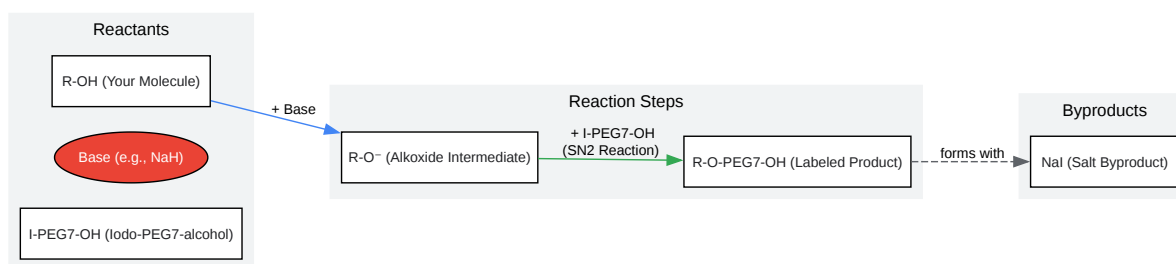 Reactants
R-OH (Your Molecule)
Base (e.g., NaH)
I-PEG7-OH (Iodo-PEG7-alcohol)
+ Base
Reaction Steps
R-O⁻ (Alkoxide Intermediate)
+ I-PEG7-OH
(SN2 Reaction)
R-O-PEG7-OH (Labeled Product)
forms with
Byproducts
NaI (Salt Byproduct)